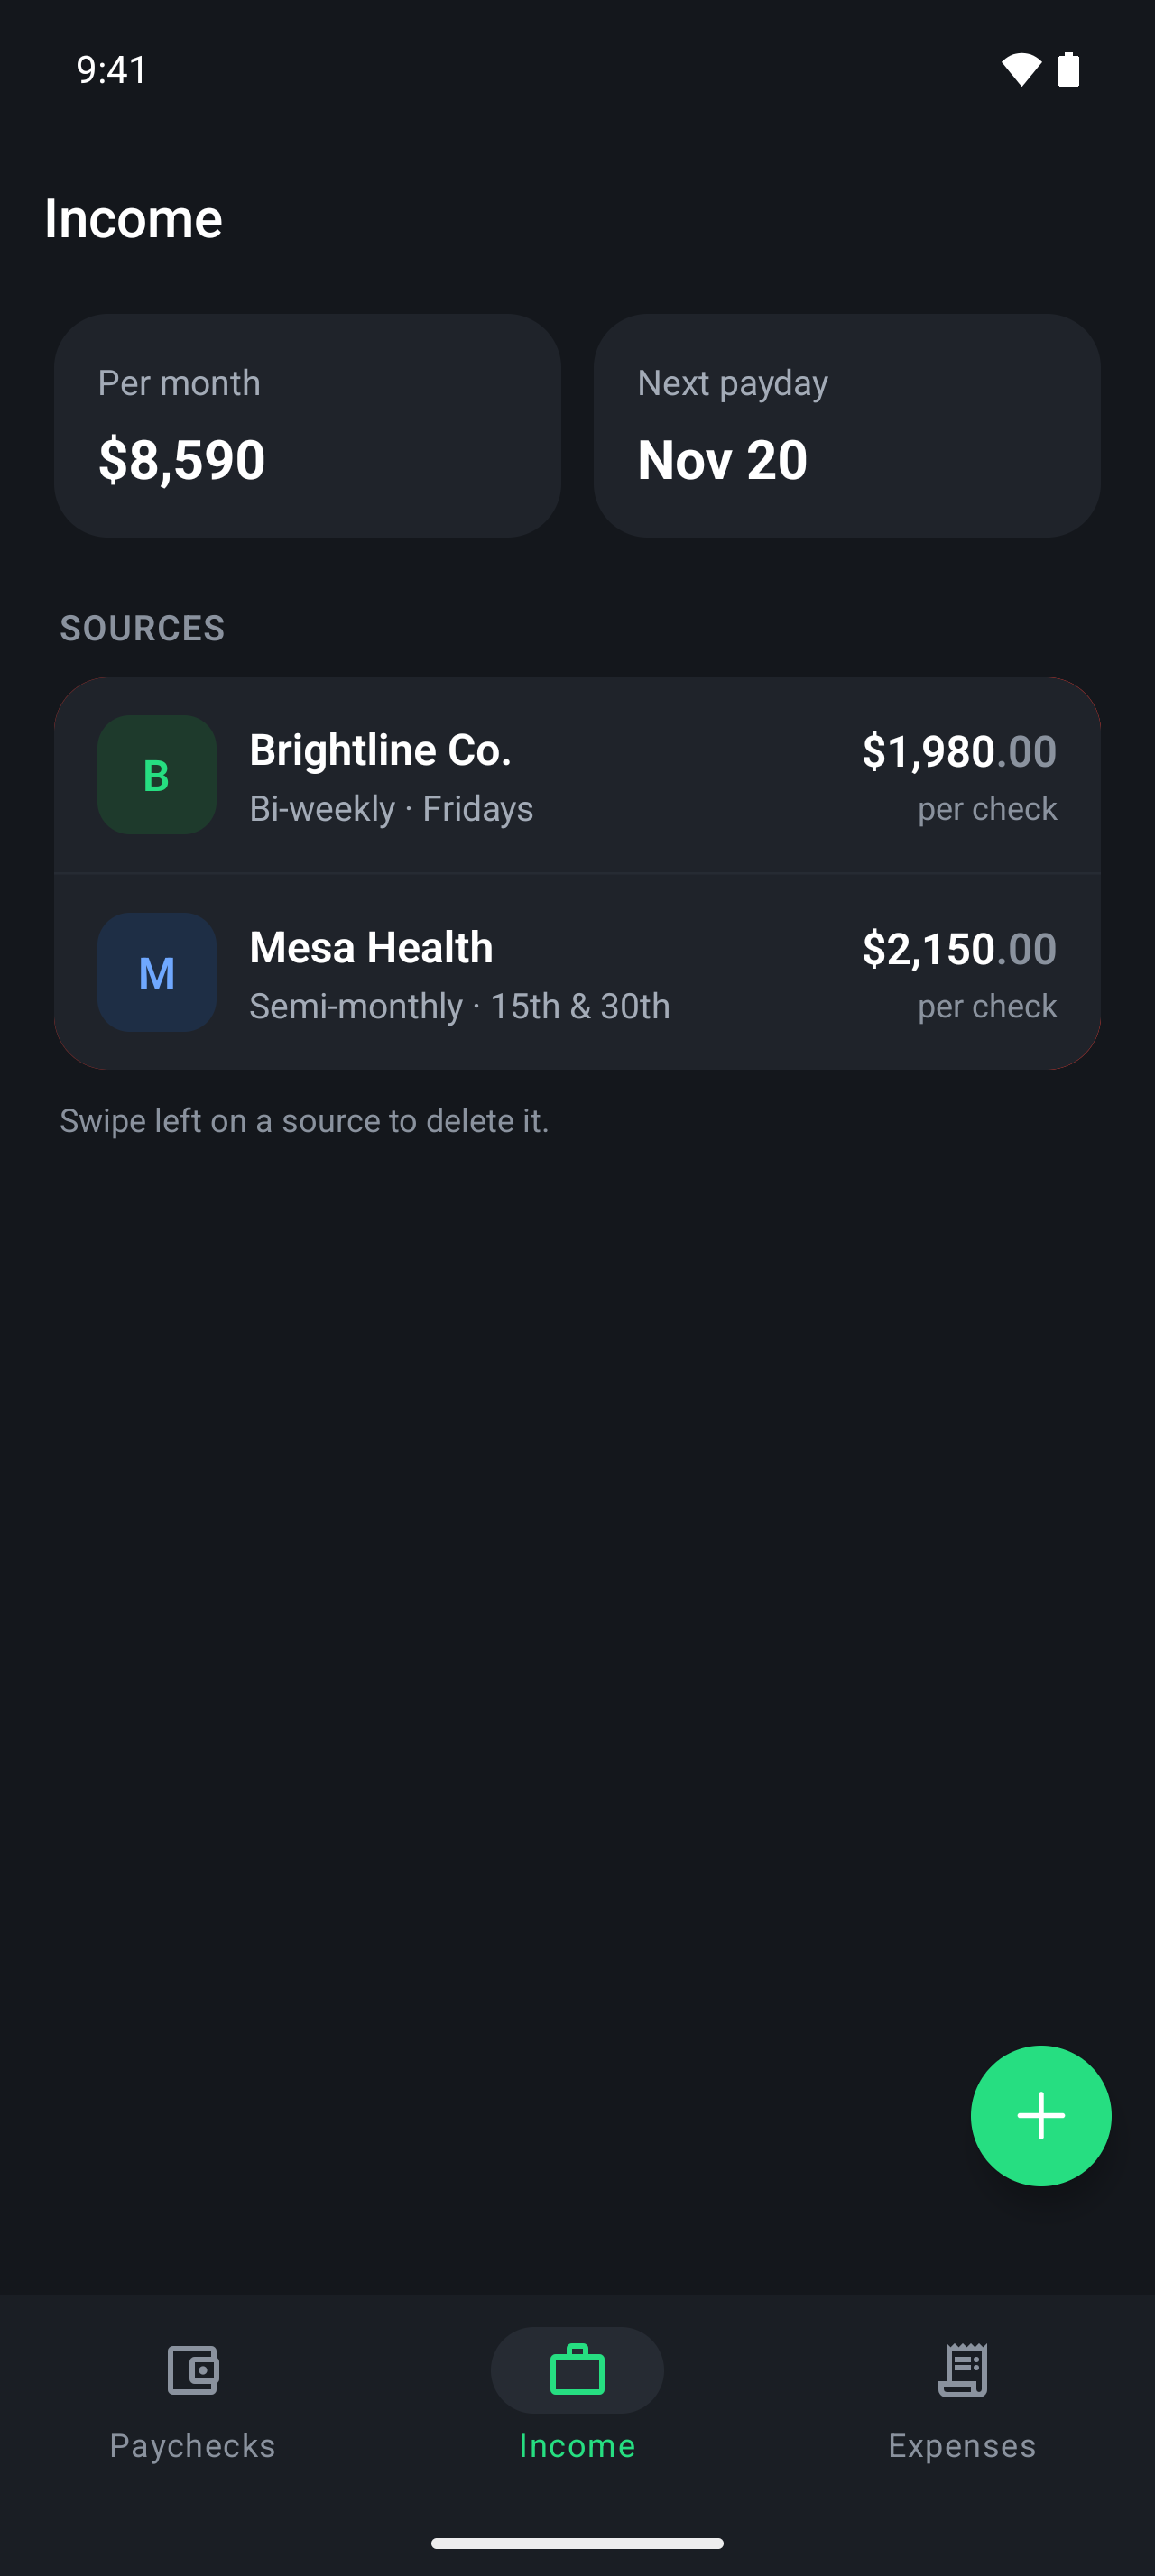 9:41
Income
Per month
$8,590
Next payday
Nov 20
SOURCES
B
Brightline Co.
Bi-weekly · Fridays
$1,980.00
per check
M
Mesa Health
Semi-monthly · 15th & 30th
$2,150.00
per check
Swipe left on a source to delete it.
Paychecks
Income
Expenses